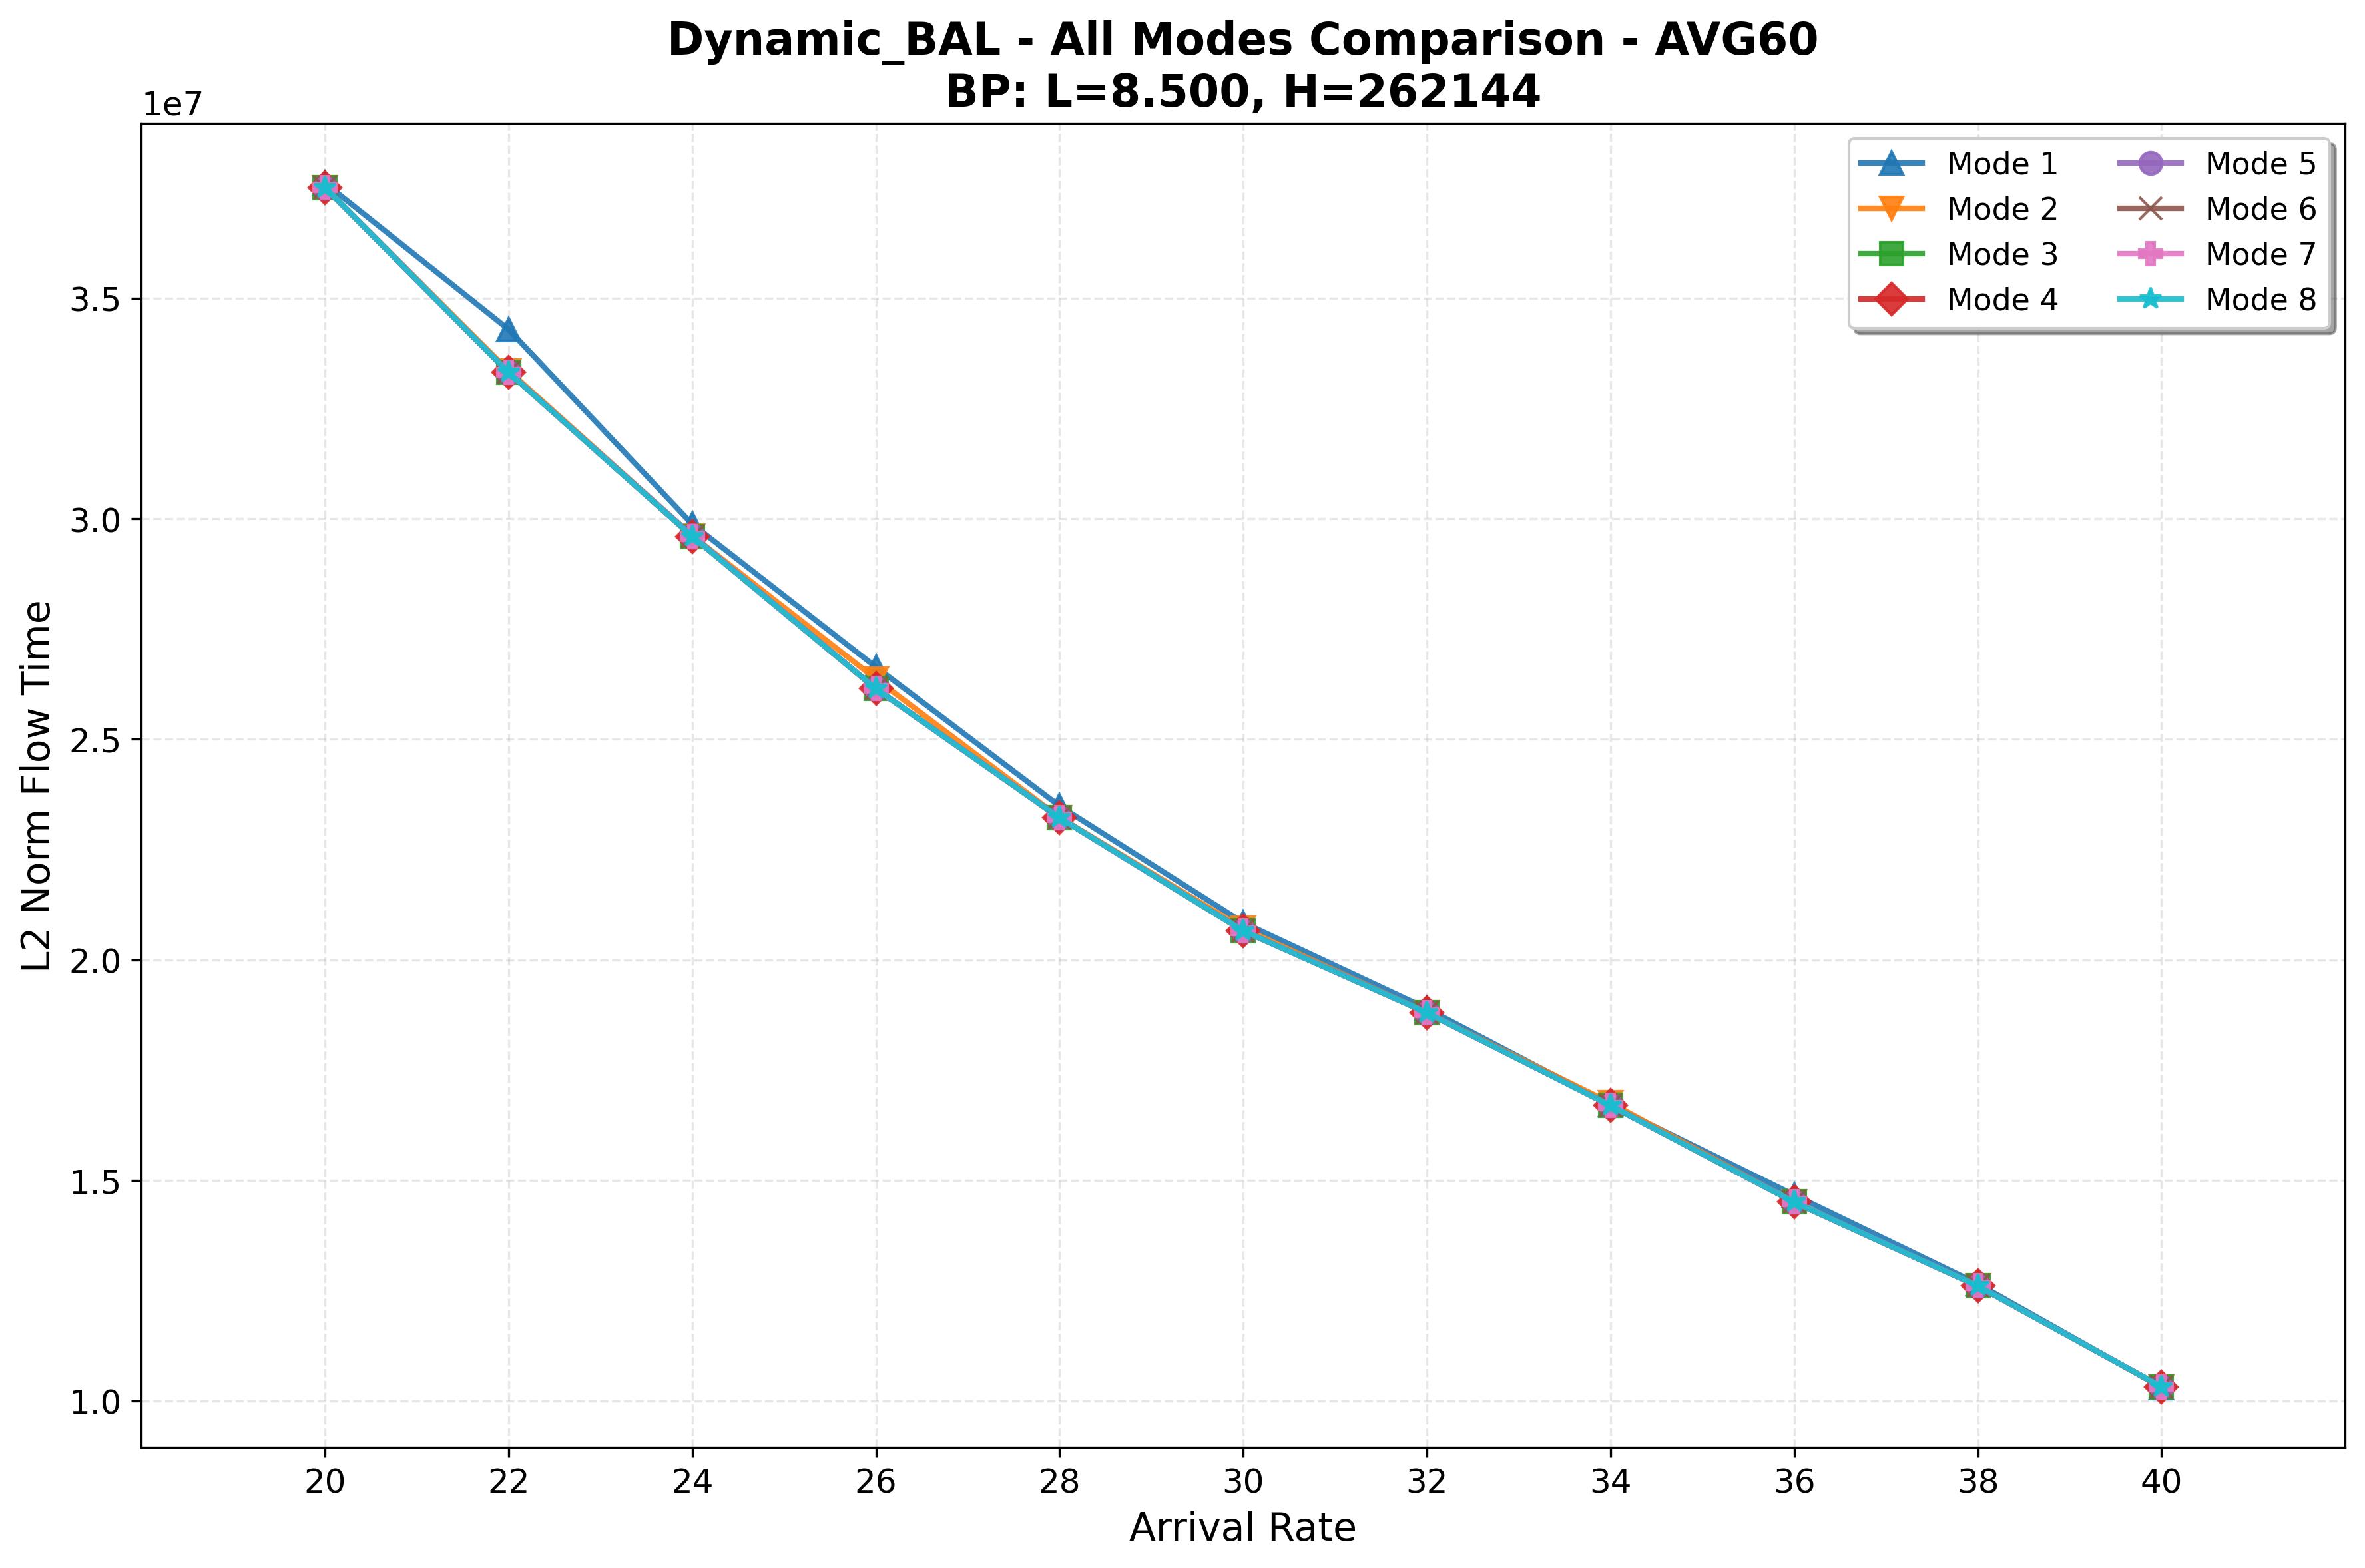 Dynamic_BAL - All Modes Comparison - AVG60
BP: L=8.500, H=262144
1e7
Mode 1
Mode 2
Mode 3
Mode 4
Mode 5
Mode 6
Mode 7
Mode 8
L2 Norm Flow Time
3.5
3.0
2.5
2.0
1.5
1.0
20 22 24 26 28 30 32 34 36 38 40
Arrival Rate